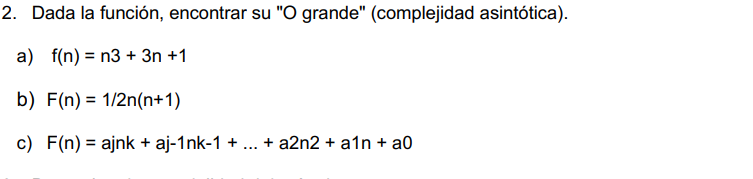 2. Dada la función, encontrar su "O grande" (complejidad asintótica).
a) f(n) = n3 + 3n +1
b) F(n) = 1/2n(n+1)
c) F(n) = ajnk + aj-1nk-1 + ... + a2n2 + a1n + a0